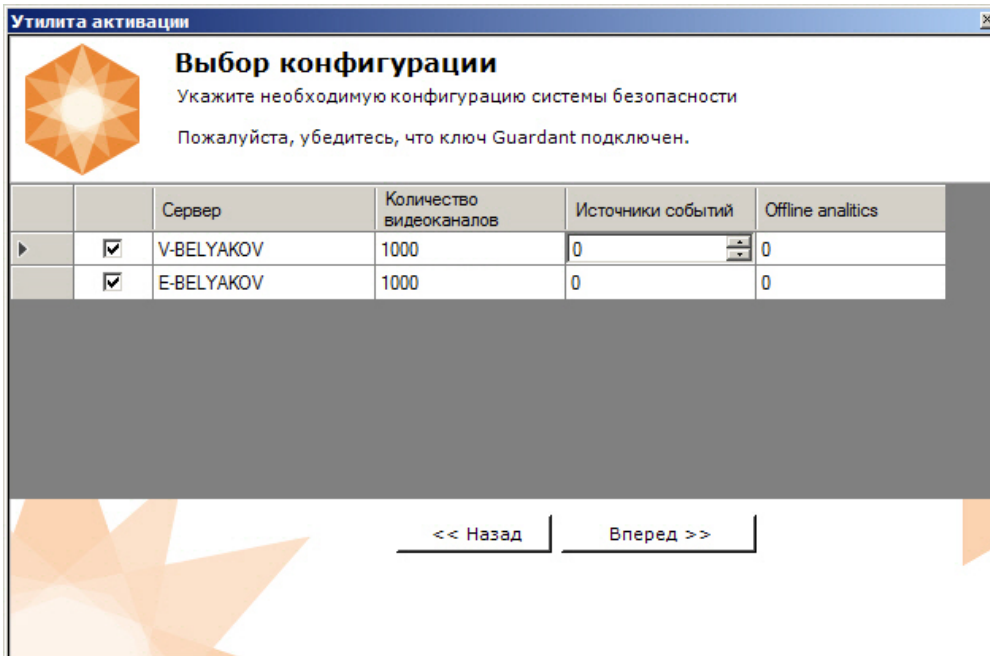 Утилита активации
Выбор конфигурации
Укажите необходимую конфигурацию системы безопасности
Пожалуйста, убедитесь, что ключ Guardant подключен.
Сервер Количество видеоканалов Источники событий Offline analitics
V-BELYAKOV 1000 0 0
E-BELYAKOV 1000 0 0
<< Назад Вперед >>